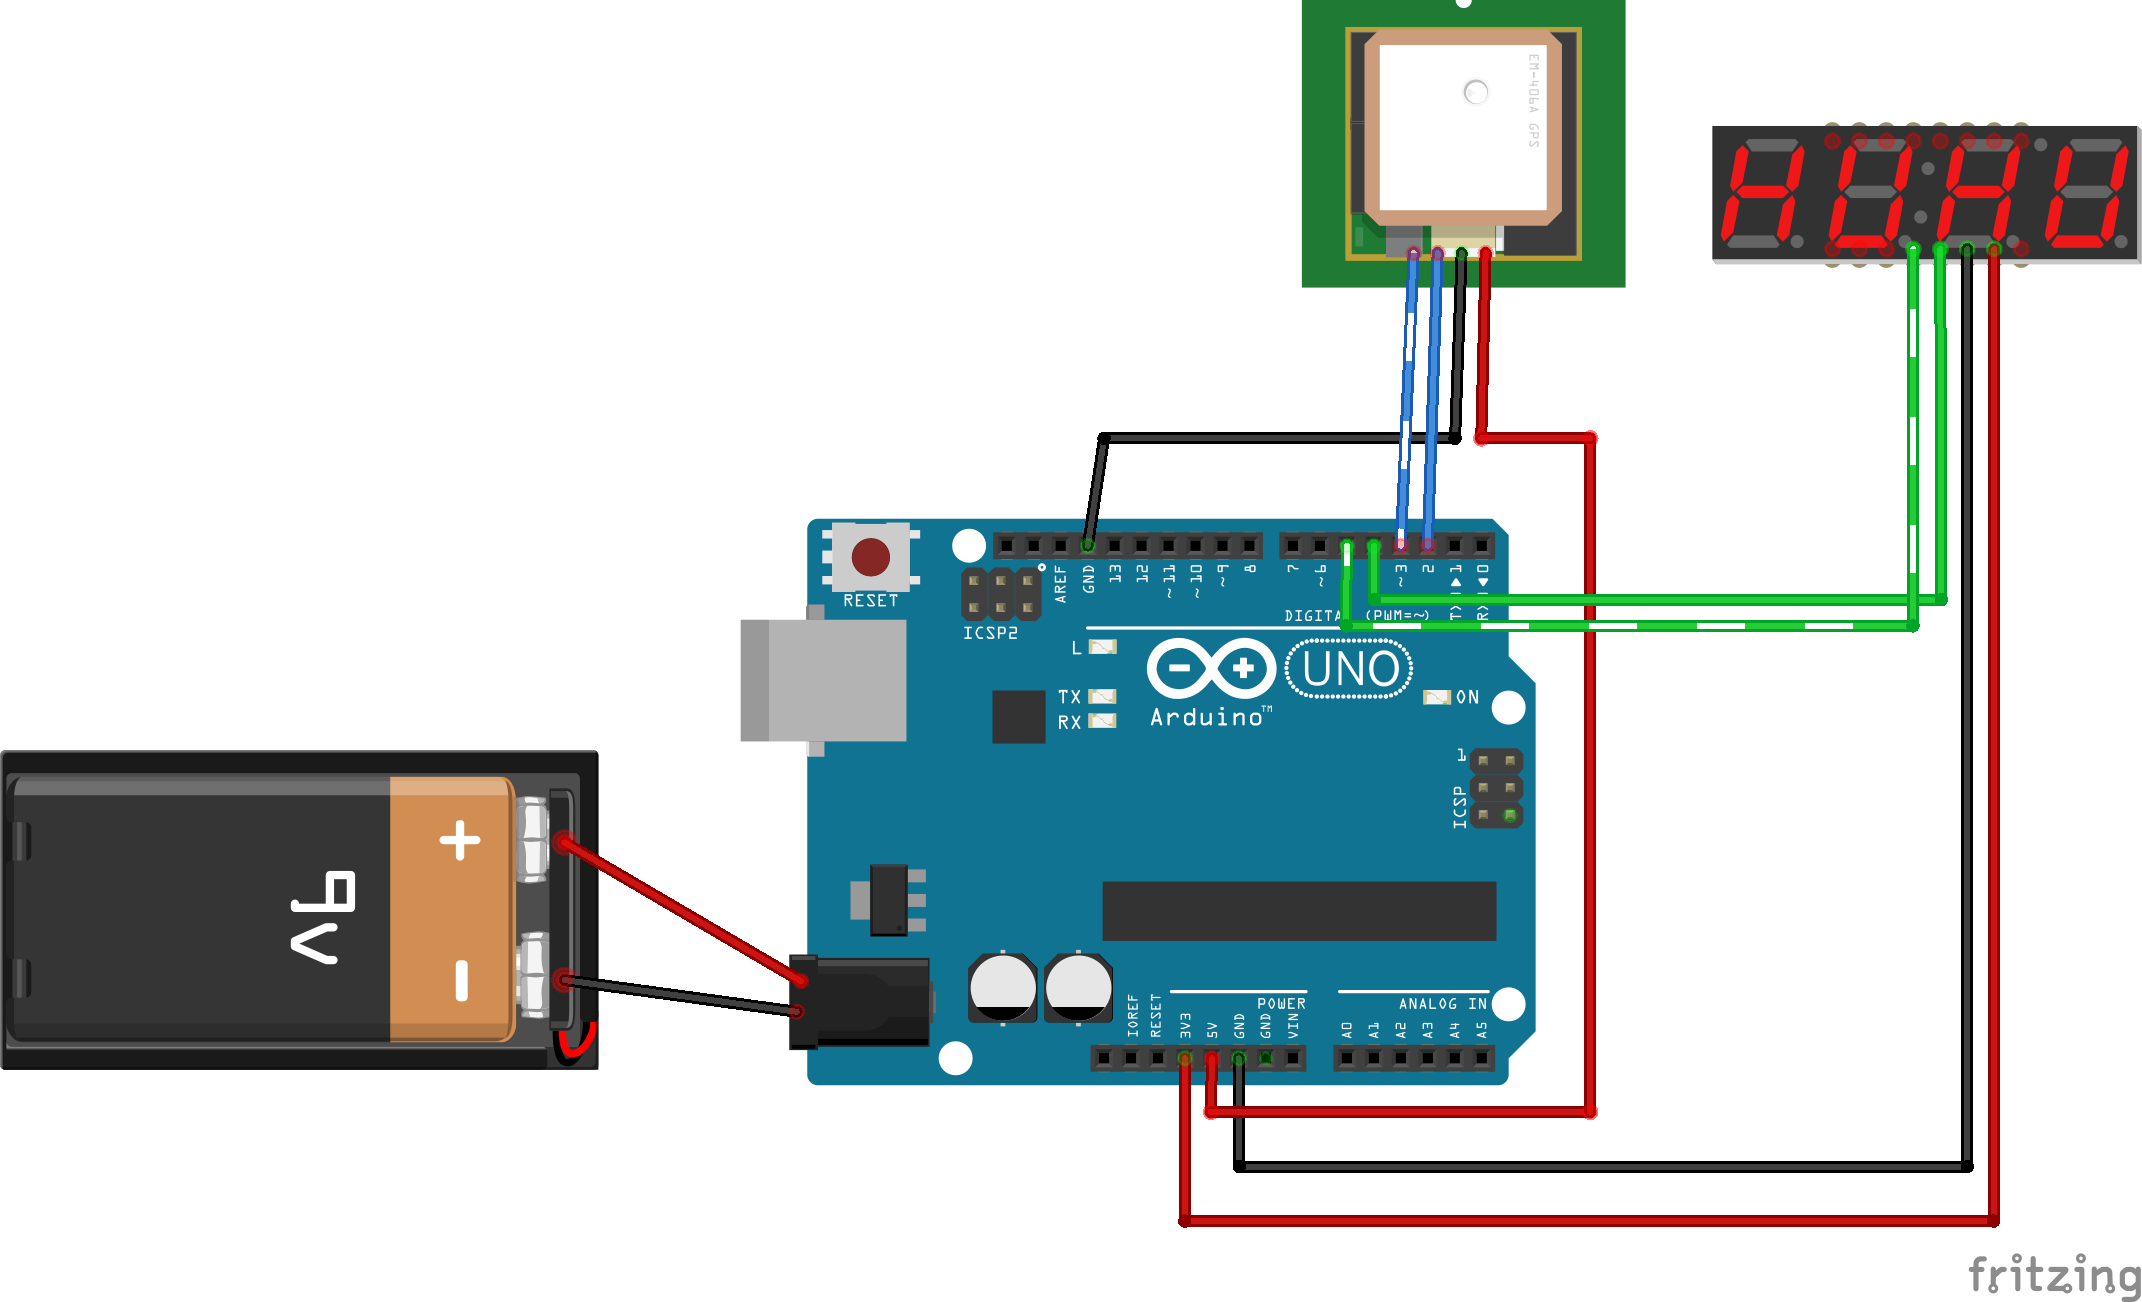 EM-406A GPS
RESET
ICSP2
AREF
GND
13
12
~11
~10
~9
8
7
~6
~3
2
TX▶1
RX◀0
DIGITAL (PWM=~)
L
TX
RX
Arduino™
UNO
ON
1
ICSP
+
-
9V
IOREF
RESET
3V3
5V
GND
GND
VIN
POWER
ANALOG IN
A0
A1
A2
A3
A4
A5
fritzing